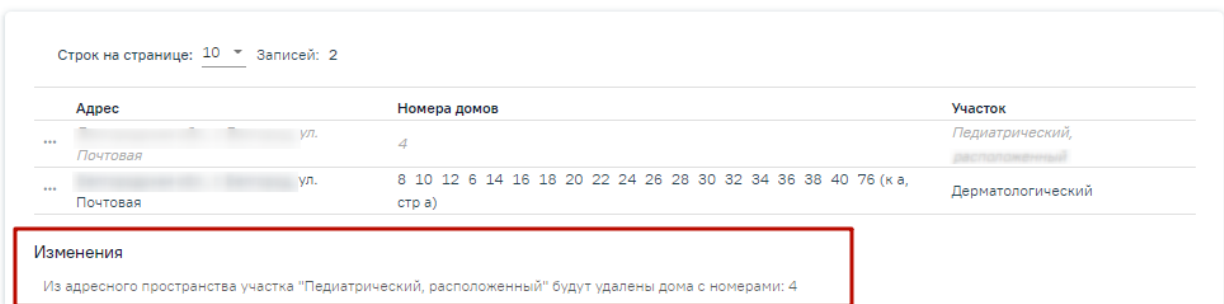 Строк на странице: 10 Записей: 2
Адрес Номера домов Участок
ул. Педиатрический,
Почтовая 4
ул. 8 10 12 6 14 16 18 20 22 24 26 28 30 32 34 36 38 40 76 (к а,
Почтовая стр а) Дерматологический
Изменения
Из адресного пространства участка "Педиатрический, расположенный" будут удалены дома с номерами: 4